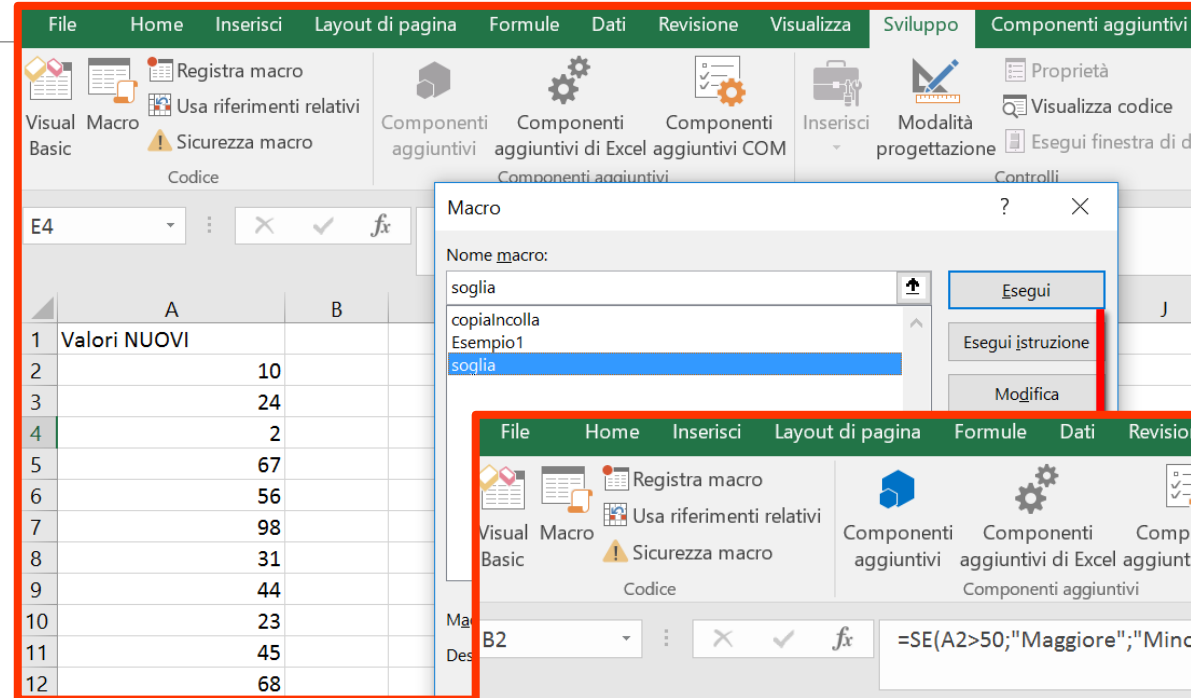 File Home Inserisci Layout di pagina Formule Dati Revisione Visualizza Sviluppo Componenti aggiuntivi
Registra macro
Usa riferimenti relativi
Sicurezza macro
Visual Basic
Macro
Codice
Componenti aggiuntivi
Componenti aggiuntivi di Excel
Componenti aggiuntivi COM
Componenti aggiuntivi
Inserisci
Modalità progettazione
Proprietà
Visualizza codice
Esegui finestra di d
Controlli
E4 fx
Macro ? X
Nome macro:
soglia
Esegui
copiaIncolla
Esempio1
soglia
Esegui istruzione
Modifica
A B J
1 Valori NUOVI
2 10
3 24
4 2
5 67
6 56
7 98
8 31
9 44
10 23
11 45
12 68
Des
File Home Inserisci Layout di pagina Formule Dati
Registra macro
Usa riferimenti relativi
Sicurezza macro
Visual Basic
Macro
Codice
Componenti aggiuntivi
Componenti aggiuntivi di Excel
Componenti aggiuntivi
B2 fx =SE(A2>50;"Maggiore";"Mino